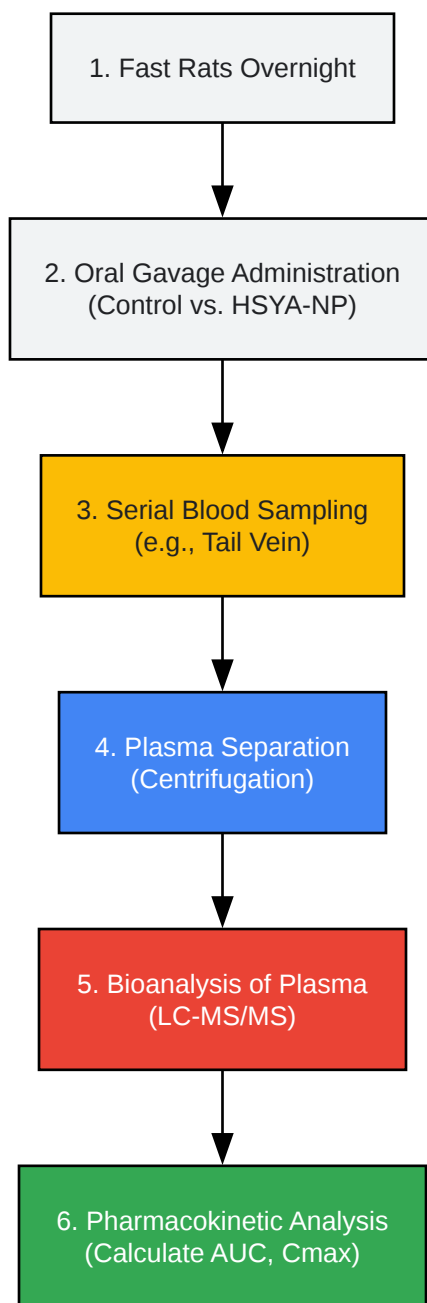 1. Fast Rats Overnight
2. Oral Gavage Administration
(Control vs. HSYA-NP)
3. Serial Blood Sampling
(e.g., Tail Vein)
4. Plasma Separation
(Centrifugation)
5. Bioanalysis of Plasma
(LC-MS/MS)
6. Pharmacokinetic Analysis
(Calculate AUC, Cmax)